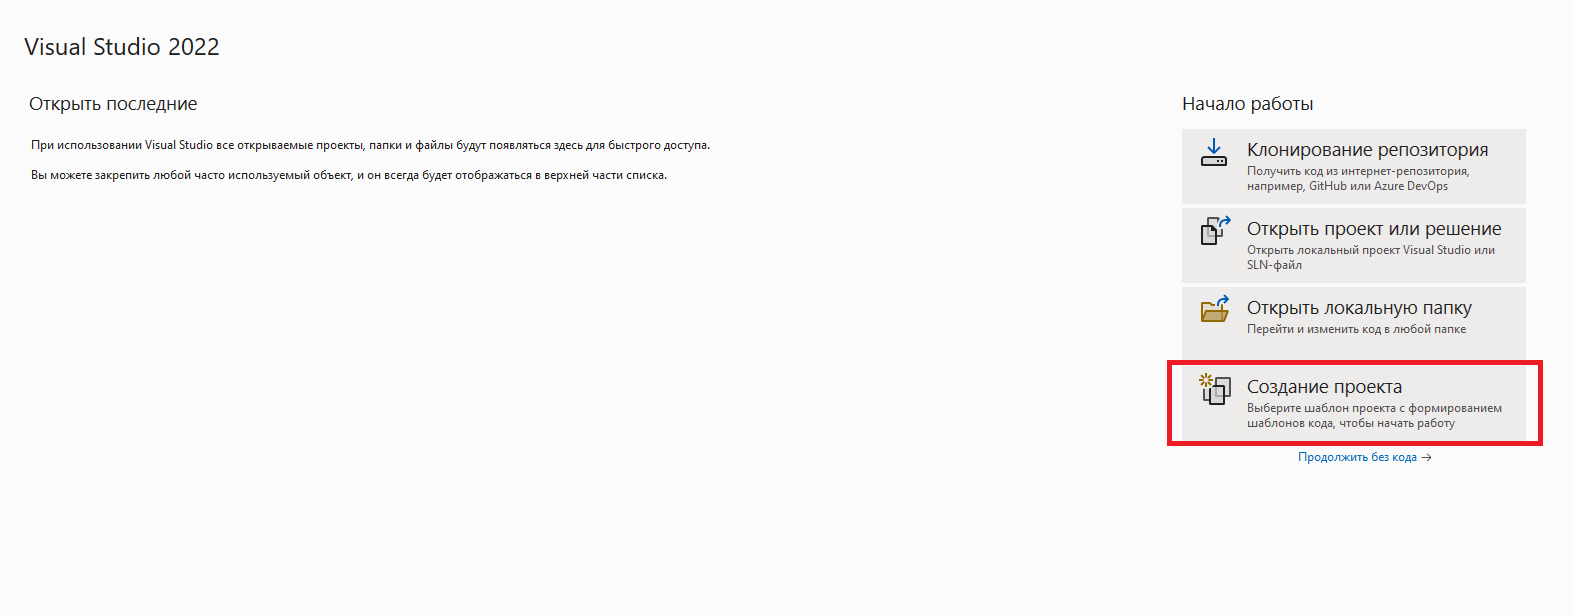 Visual Studio 2022
Открыть последние
При использовании Visual Studio все открываемые проекты, папки и файлы будут появляться здесь для быстрого доступа.
Вы можете закрепить любой часто используемый объект, и он всегда будет отображаться в верхней части списка.
Начало работы
Клонирование репозитория
Получить код из интернет-репозитория,
например, GitHub или Azure DevOps
Открыть проект или решение
Открыть локальный проект Visual Studio или
SLN-файл
Открыть локальную папку
Перейти и изменить код в любой папке
Создание проекта
Выберите шаблон проекта с формированием
шаблонов кода, чтобы начать работу
Продолжить без кода →